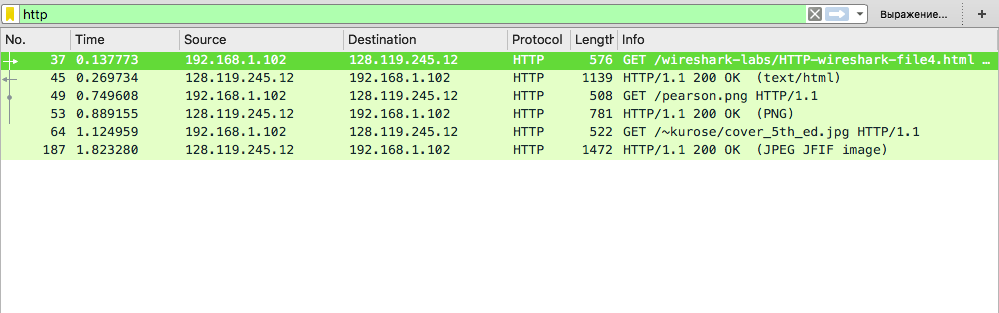 http Выражение... +
No. Time Source Destination Protocol Length Info
37 0.137773 192.168.1.102 128.119.245.12 HTTP 576 GET /wireshark-labs/HTTP-wireshark-file4.html …
45 0.269734 128.119.245.12 192.168.1.102 HTTP 1139 HTTP/1.1 200 OK (text/html)
49 0.749608 192.168.1.102 128.119.245.12 HTTP 508 GET /pearson.png HTTP/1.1
53 0.889155 128.119.245.12 192.168.1.102 HTTP 781 HTTP/1.1 200 OK (PNG)
64 1.124959 192.168.1.102 128.119.245.12 HTTP 522 GET /~kurose/cover_5th_ed.jpg HTTP/1.1
187 1.823280 128.119.245.12 192.168.1.102 HTTP 1472 HTTP/1.1 200 OK (JPEG JFIF image)